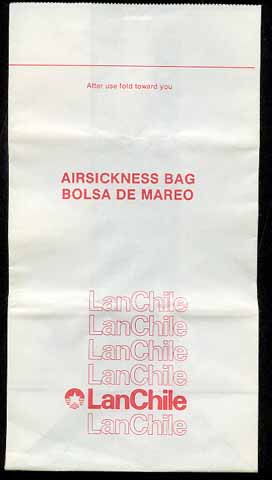 After use fold toward you
AIRSICKNESS BAG
BOLSA DE MAREO
LanChile
LanChile
LanChile
LanChile
LanChile
LanChile